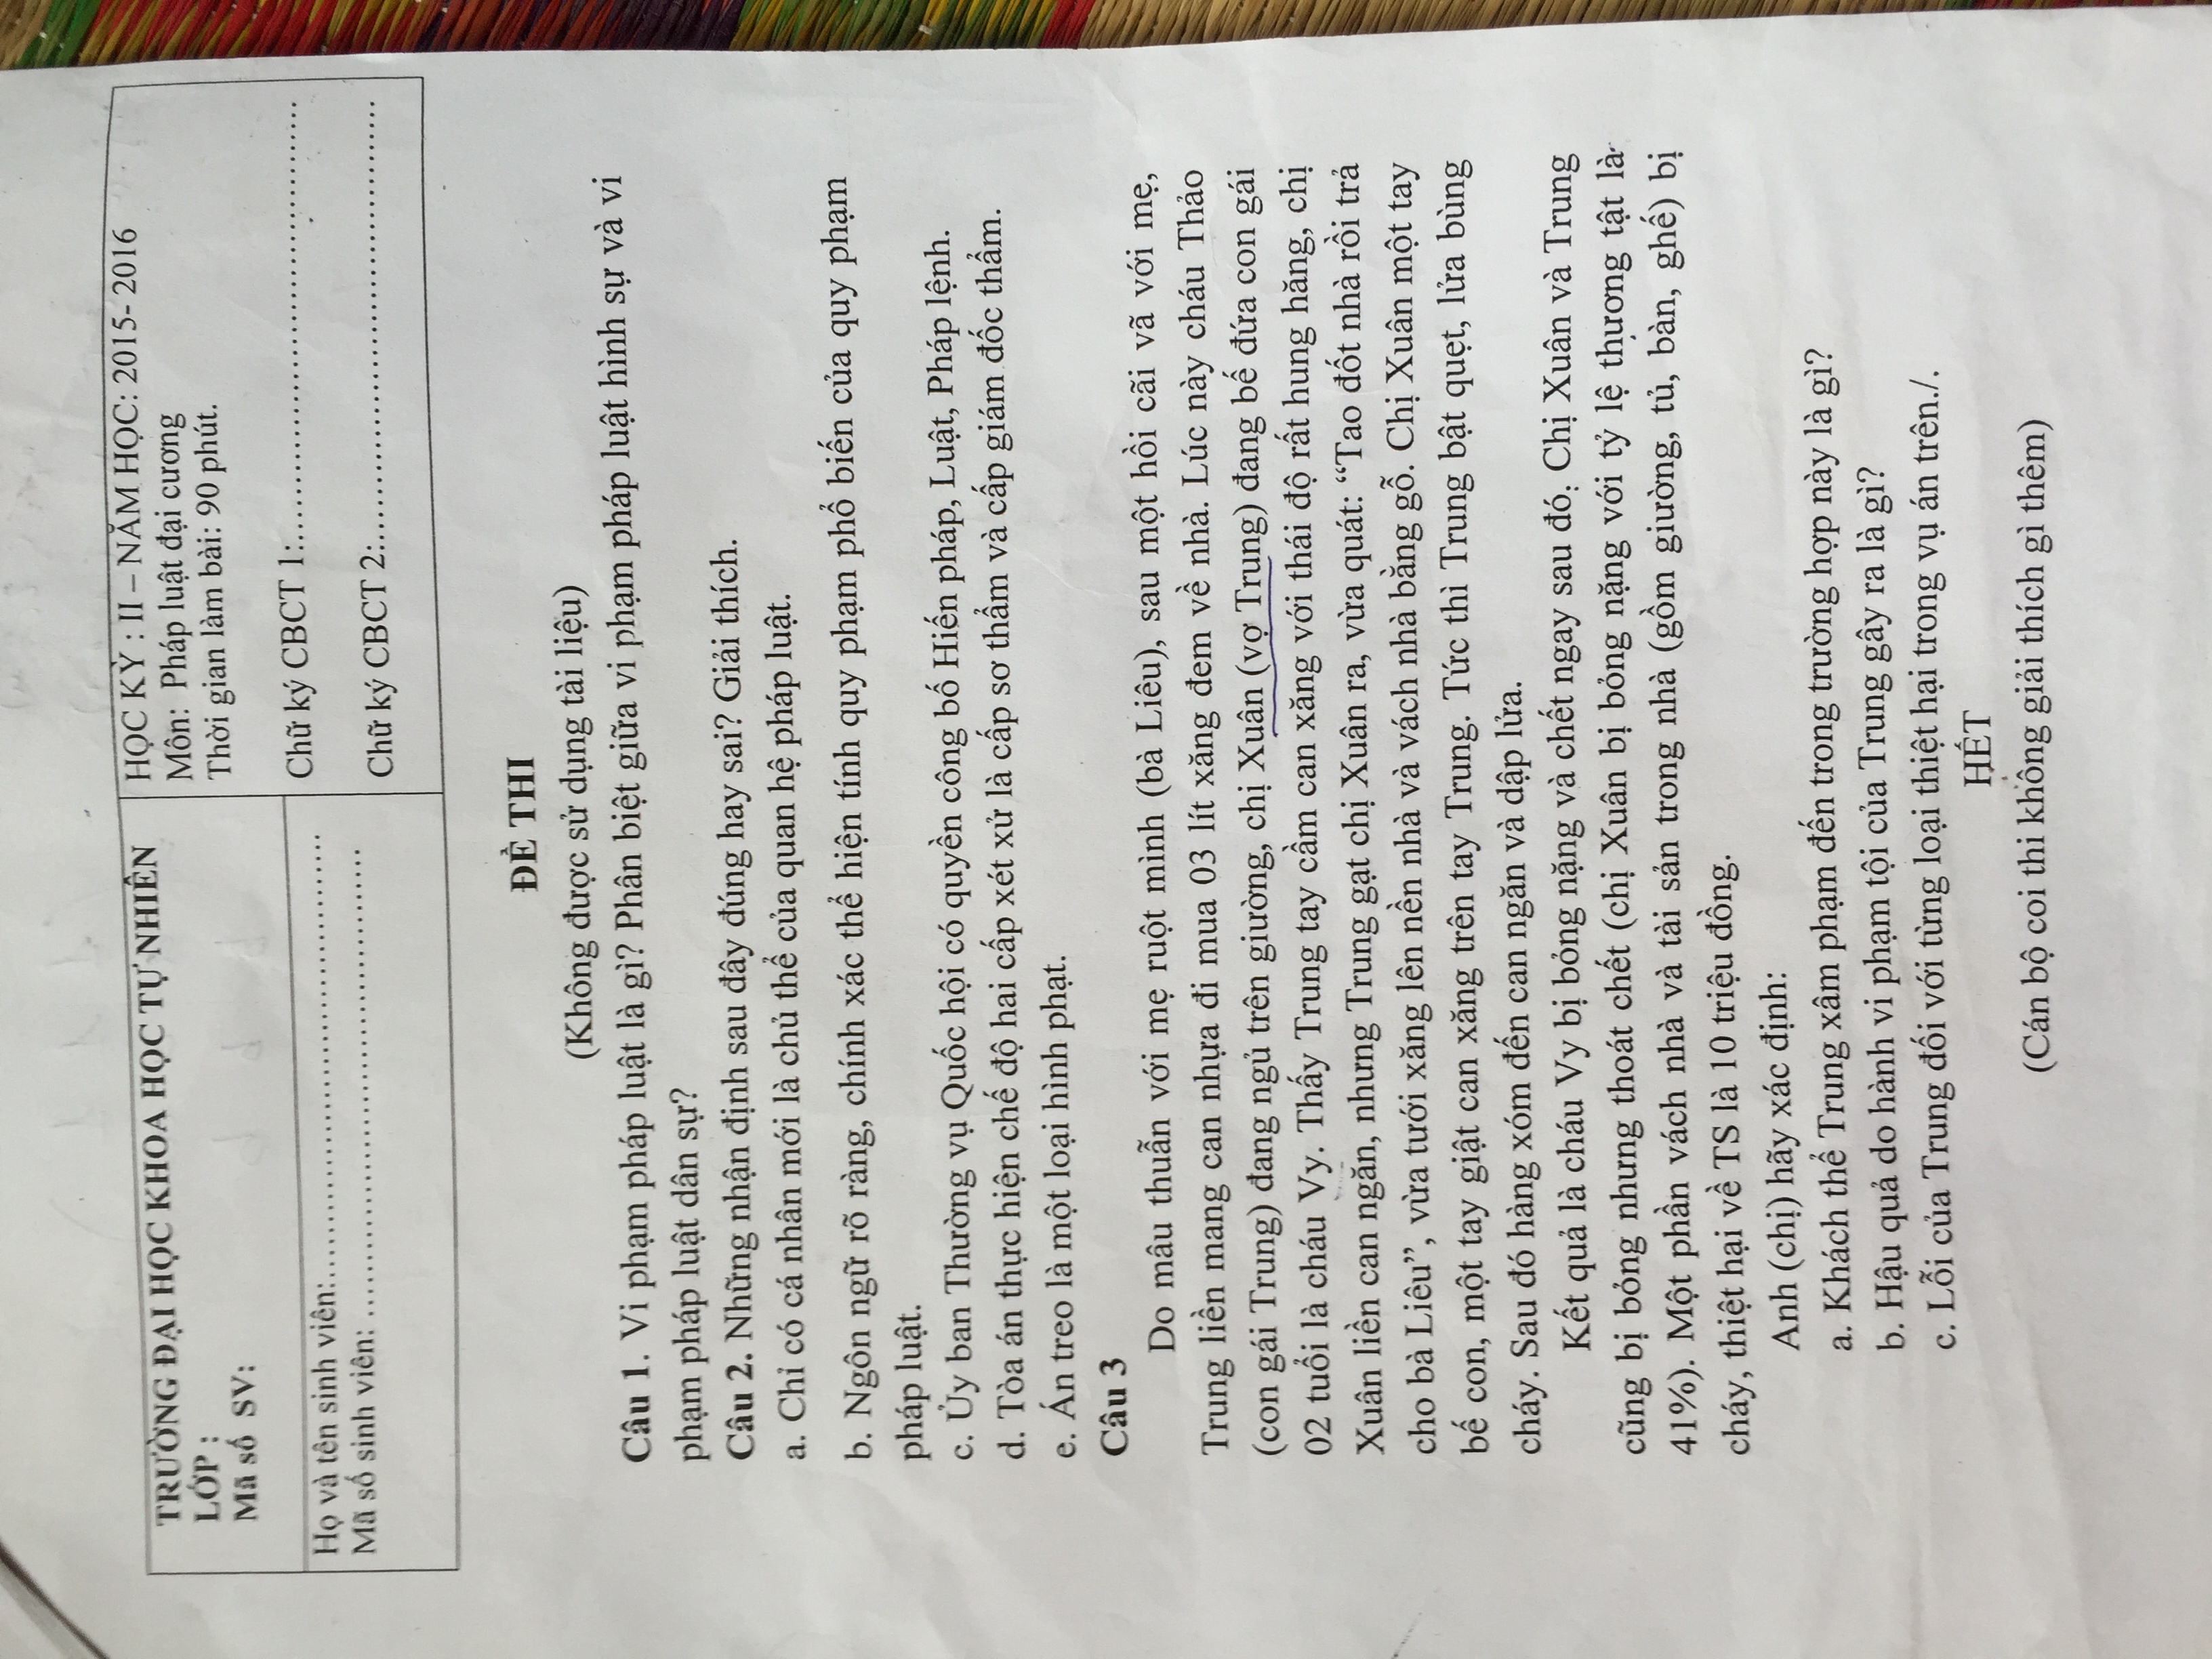 TRƯỜNG ĐẠI HỌC KHOA HỌC TỰ NHIÊN
LỚP :
Mã số SV:
Họ và tên sinh viên:.............................................
Mã số sinh viên: .............................................
HỌC KỲ : II – NĂM HỌC: 2015- 2016
Môn: Pháp luật đại cương
Thời gian làm bài: 90 phút.
Chữ ký CBCT 1:.............................................
Chữ ký CBCT 2:.............................................
ĐỀ THI
(Không được sử dụng tài liệu)
Câu 1. Vi phạm pháp luật là gì? Phân biệt giữa vi phạm pháp luật hình sự và vi
phạm pháp luật dân sự?
Câu 2. Những nhận định sau đây đúng hay sai? Giải thích.
a. Chỉ có cá nhân mới là chủ thể của quan hệ pháp luật.
b. Ngôn ngữ rõ ràng, chính xác thể hiện tính quy phạm phổ biến của quy phạm
pháp luật.
c. Ủy ban Thường vụ Quốc hội có quyền công bố Hiến pháp, Luật, Pháp lệnh.
d. Tòa án thực hiện chế độ hai cấp xét xử là cấp sơ thẩm và cấp giám đốc thẩm.
e. Án treo là một loại hình phạt.
Câu 3
Do mâu thuẫn với mẹ ruột mình (bà Liêu), sau một hồi cãi vã với mẹ,
Trung liền mang can nhựa đi mua 03 lít xăng đem về nhà. Lúc này cháu Thảo
(con gái Trung) đang ngủ trên giường, chị Xuân (vợ Trung) đang bế đứa con gái
02 tuổi là cháu Vy. Thấy Trung tay cầm can xăng với thái độ rất hung hăng, chị
Xuân liền can ngăn, nhưng Trung gạt chị Xuân ra, vừa quát: “Tao đốt nhà rồi trả
cho bà Liêu”, vừa tưới xăng lên nền nhà và vách nhà bằng gỗ. Chị Xuân một tay
bế con, một tay giật can xăng trên tay Trung. Tức thì Trung bật quẹt, lửa bùng
cháy. Sau đó hàng xóm đến can ngăn và dập lửa.
Kết quả là cháu Vy bị bỏng nặng và chết ngay sau đó. Chị Xuân và Trung
cũng bị bỏng nhưng thoát chết (chị Xuân bị bỏng nặng với tỷ lệ thương tật là
41%). Một phần vách nhà và tài sản trong nhà (gồm giường, tủ, bàn, ghế) bị
cháy, thiệt hại về TS là 10 triệu đồng.
Anh (chị) hãy xác định:
a. Khách thể Trung xâm phạm đến trong trường hợp này là gì?
b. Hậu quả do hành vi phạm tội của Trung gây ra là gì?
c. Lỗi của Trung đối với từng loại thiệt hại trong vụ án trên./.
HẾT
(Cán bộ coi thi không giải thích gì thêm)